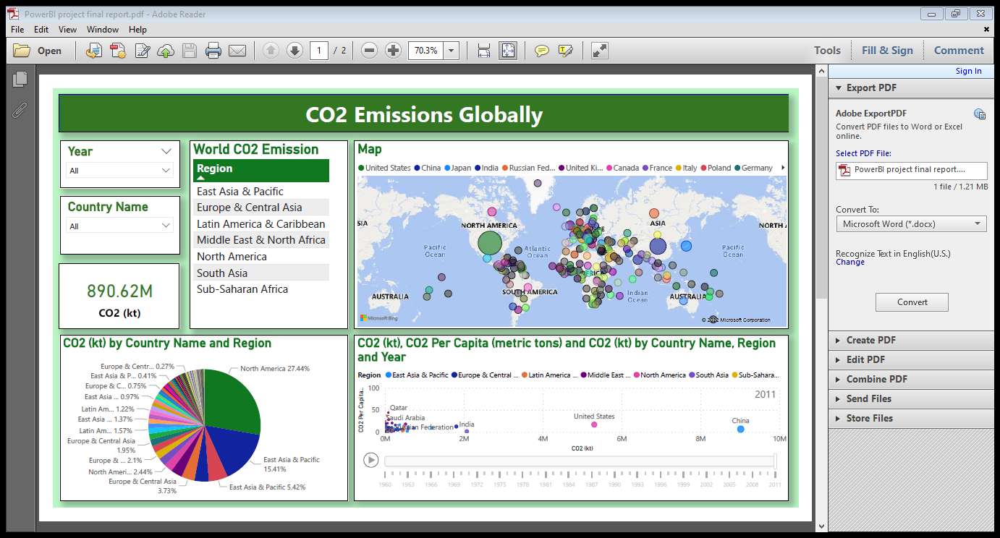 PowerBI project final report.pdf - Adobe Reader
File Edit View Window Help
Open
1 / 2
70.3%
Tools
Fill & Sign
Comment
Sign In
CO2 Emissions Globally
Year
All
Country Name
All
890.62M
CO2 (kt)
World CO2 Emission
Region
East Asia & Pacific
Europe & Central Asia
Latin America & Caribbean
Middle East & North Africa
North America
South Asia
Sub-Saharan Africa
Map
United States China Japan India Russian Fed... United Ki... Canada France Italy Poland Germany
SIA
NORTH AMERICA
ASIA
NORTH A
Pacific
Ocean
Atlantic
Ocean
Pacific
Ocean
SOUTH AMERICA
AUSTRALIA
Indian
Ocean
AUSTRALIA
Microsoft Bing
Microsoft Corporation
CO2 (kt) by Country Name and Region
Europe & Centr... 0.27%
East Asia & P... 0.41%
Europe & C... 0.75%
East Asia ... 0.97%
Latin Am... 1.22%
East Asia ... 1.37%
Latin Am... 1.57%
Europe & Central Asia
1.95%
Europe & ... 2.1%
North Ameri... 2.44%
Europe & Central Asia
3.73%
North America 27.44%
East Asia & Pacific
15.41%
East Asia & Pacific 5.42%
CO2 (kt), CO2 Per Capita (metric tons) and CO2 (kt) by Country Name, Region
and Year
Region East Asia & Pacific Europe & Central ... Latin America ... Middle East ... North America South Asia Sub-Sahara...
CO2 Per Capita...
100
50
0
2011
Qatar
Saudi Arabia
Federation
India
United States
China
0M 2M 4M 6M 8M 10M
CO2 (kt)
1960 1963 1966 1969 1972 1975 1978 1981 1984 1987 1990 1993 1996 1999 2002 2005 2008 2011
Export PDF
Adobe ExportPDF
Convert PDF files to Word or Excel
online.
Select PDF File:
PowerBI project final report....
1 file / 1.21 MB
Convert To:
Microsoft Word (*.docx)
Recognize Text in English(U.S.)
Change
Convert
Create PDF
Edit PDF
Combine PDF
Send Files
Store Files